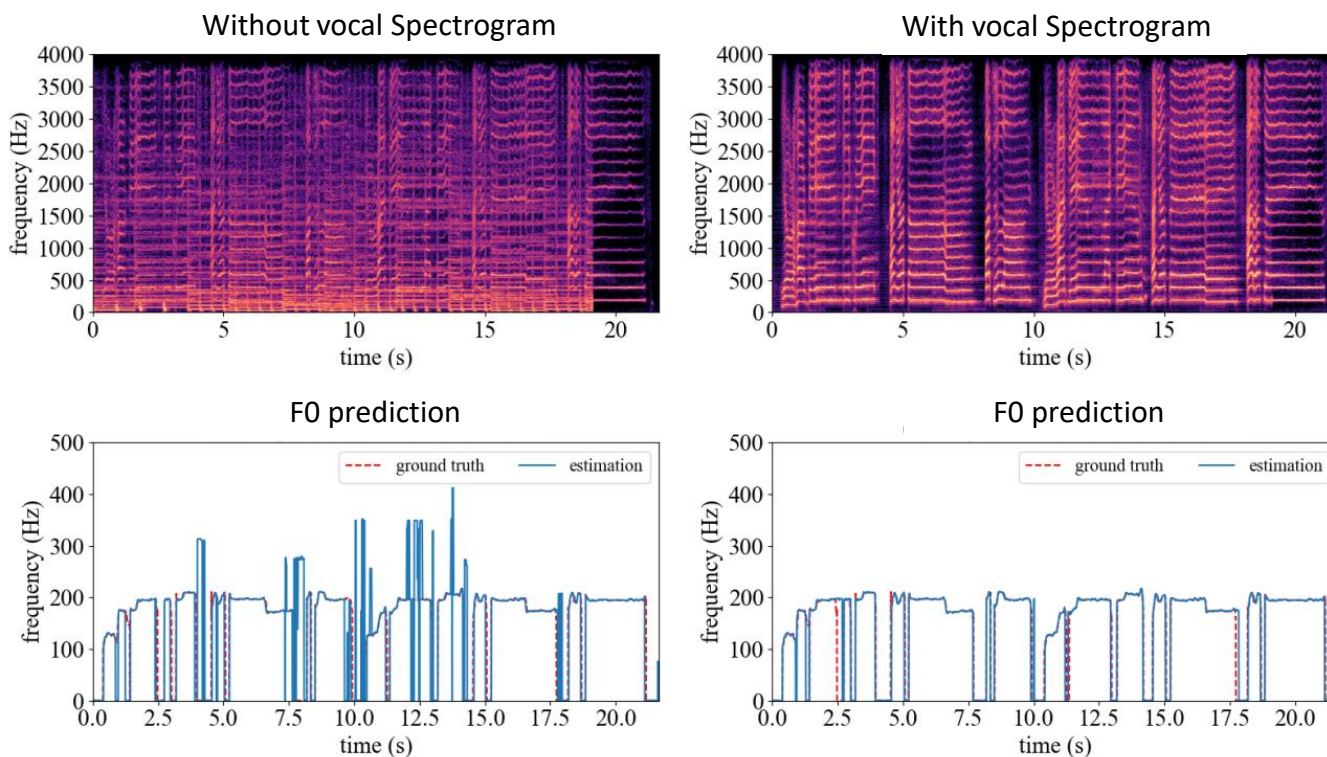 Without vocal Spectrogram
4000
3500
3000
2500
2000
1500
1000
500
0
frequency (Hz)
0 5 10 15 20
time (s)
With vocal Spectrogram
4000
3500
3000
2500
2000
1500
1000
500
0
frequency (Hz)
0 5 10 15 20
time (s)
F0 prediction
500
400
300
200
100
0
frequency (Hz)
ground truth estimation
0.0 2.5 5.0 7.5 10.0 12.5 15.0 17.5 20.0
time (s)
F0 prediction
500
400
300
200
100
0
frequency (Hz)
ground truth estimation
0.0 2.5 5.0 7.5 10.0 12.5 15.0 17.5 20.0
time (s)